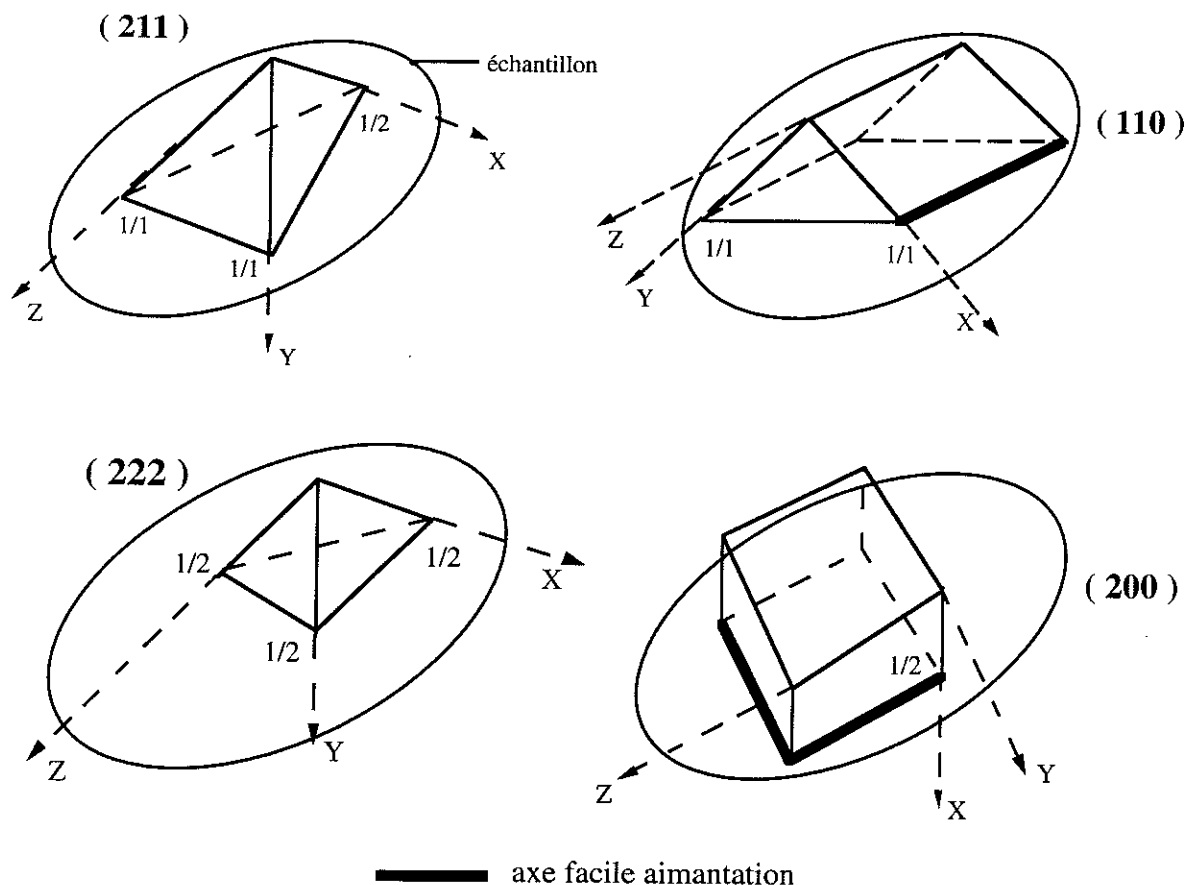 ( 211 )
échantillon
1/2
X
1/1
1/1
Z
Y
( 110 )
Z
1/1
1/1
Y
X
( 222 )
1/2
1/2
X
1/2
Z
Y
( 200 )
1/2
Z
Y
X
axe facile aimantation